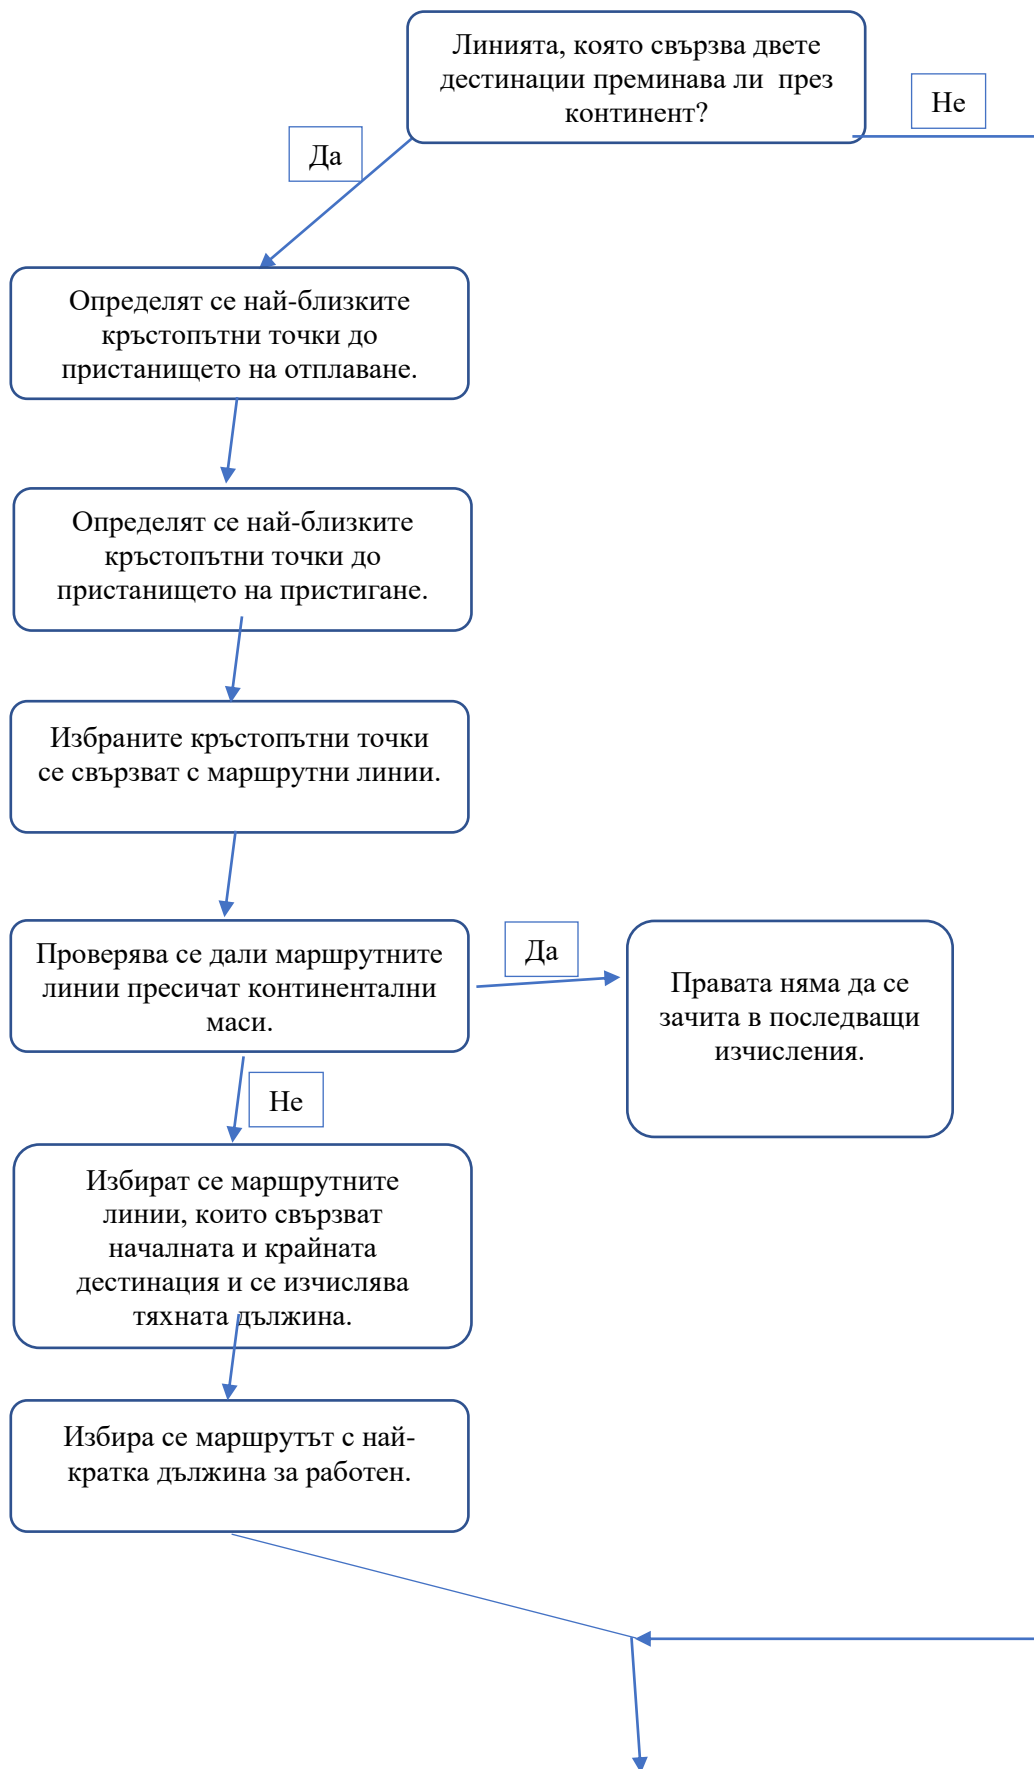 Линията, която свързва двете
дестинации преминава ли през
континент?
Не
Да
Определят се най-близките
кръстопътни точки до
пристанището на отплаване.
Определят се най-близките
кръстопътни точки до
пристанището на пристигане.
Избраните кръстопътни точки
се свързват с маршрутни линии.
Проверява се дали маршрутните
линии пресичат континентални
маси.
Да
Правата няма да се
зачита в последващи
изчисления.
Не
Избират се маршрутните
линии, които свързват
началната и крайната
дестинация и се изчислява
тяхната дължина.
Избира се маршрутът с най-
кратка дължина за работен.